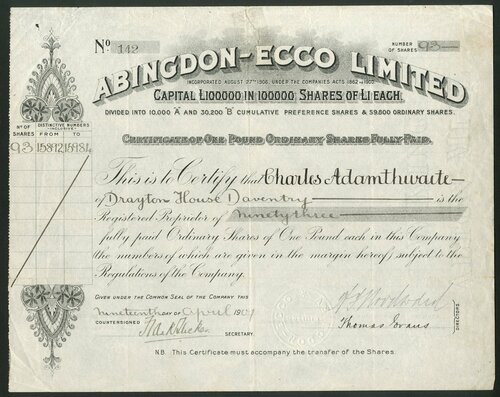 No 142
NUMBER OF SHARES 93
ABINGDON-ECCO LIMITED
INCORPORATED AUGUST 27TH 1906, UNDER THE COMPANIES ACTS 1862 TO 1900.
CAPITAL £100000 IN 100000 SHARES OF £1 EACH,
DIVIDED INTO 10,000 "A" AND 30,200 "B" CUMULATIVE PREFERENCE SHARES & 59,800 ORDINARY SHARES.
CERTIFICATE OF ONE POUND ORDINARY SHARES FULLY PAID.
No OF SHARES
DISTINCTIVE NUMBERS INCLUSIVE
FROM TO
93
This is to Certify that Charles Adamthwaite
of Drayton House Daventry is the
Registered Proprietor of ninety three
fully paid Ordinary Shares of One Pound each in this Company
the numbers of which are given in the margin hereof; subject to the
Regulations of the Company.
GIVEN UNDER THE COMMON SEAL OF THE COMPANY THIS
nineteenth DAY OF April 1907
COUNTERSIGNED
SECRETARY.
Thomas Evans
DIRECTORS
N.B. This Certificate must accompany the transfer of the Shares.